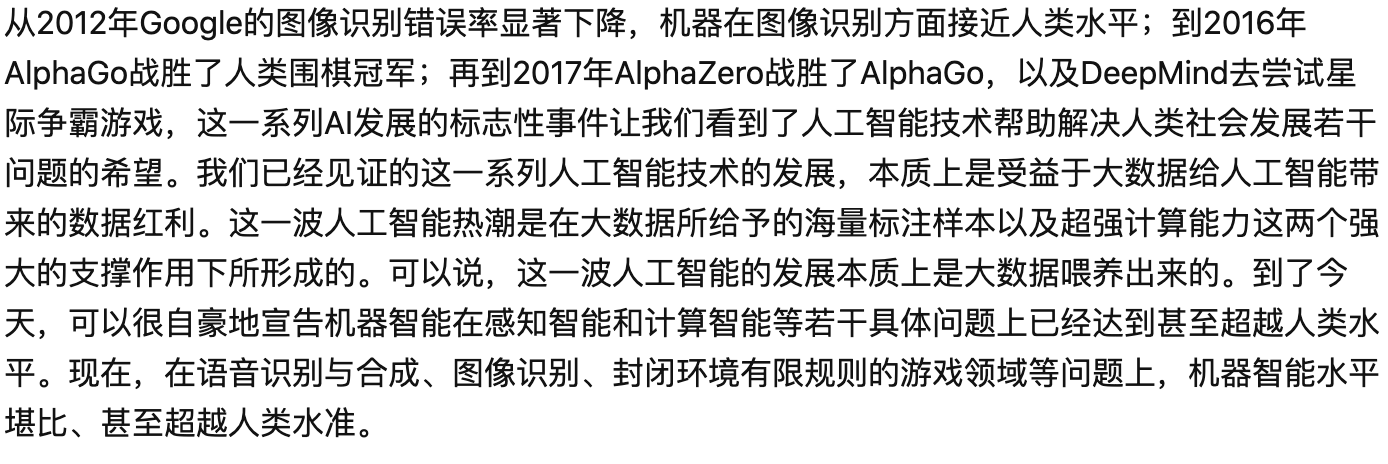 从2012年Google的图像识别错误率显著下降，机器在图像识别方面接近人类水平；到2016年
AlphaGo战胜了人类围棋冠军；再到2017年AlphaZero战胜了AlphaGo，以及DeepMind去尝试星
际争霸游戏，这一系列AI发展的标志性事件让我们看到了人工智能技术帮助解决人类社会发展若干
问题的希望。我们已经见证的这一系列人工智能技术的发展，本质上是受益于大数据给人工智能带
来的数据红利。这一波人工智能热潮是在大数据所给予的海量标注样本以及超强计算能力这两个强
大的支撑作用下所形成的。可以说，这一波人工智能的发展本质上是大数据喂养出来的。到了今
天，可以很自豪地宣告机器智能在感知智能和计算智能等若干具体问题上已经达到甚至超越人类水
平。现在，在语音识别与合成、图像识别、封闭环境有限规则的游戏领域等问题上，机器智能水平
堪比、甚至超越人类水准。